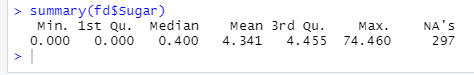 > summary(fd$Sugar)
Min. 1st Qu. Median Mean 3rd Qu. Max. NA's
0.000 0.000 0.400 4.341 4.455 74.460 297
>